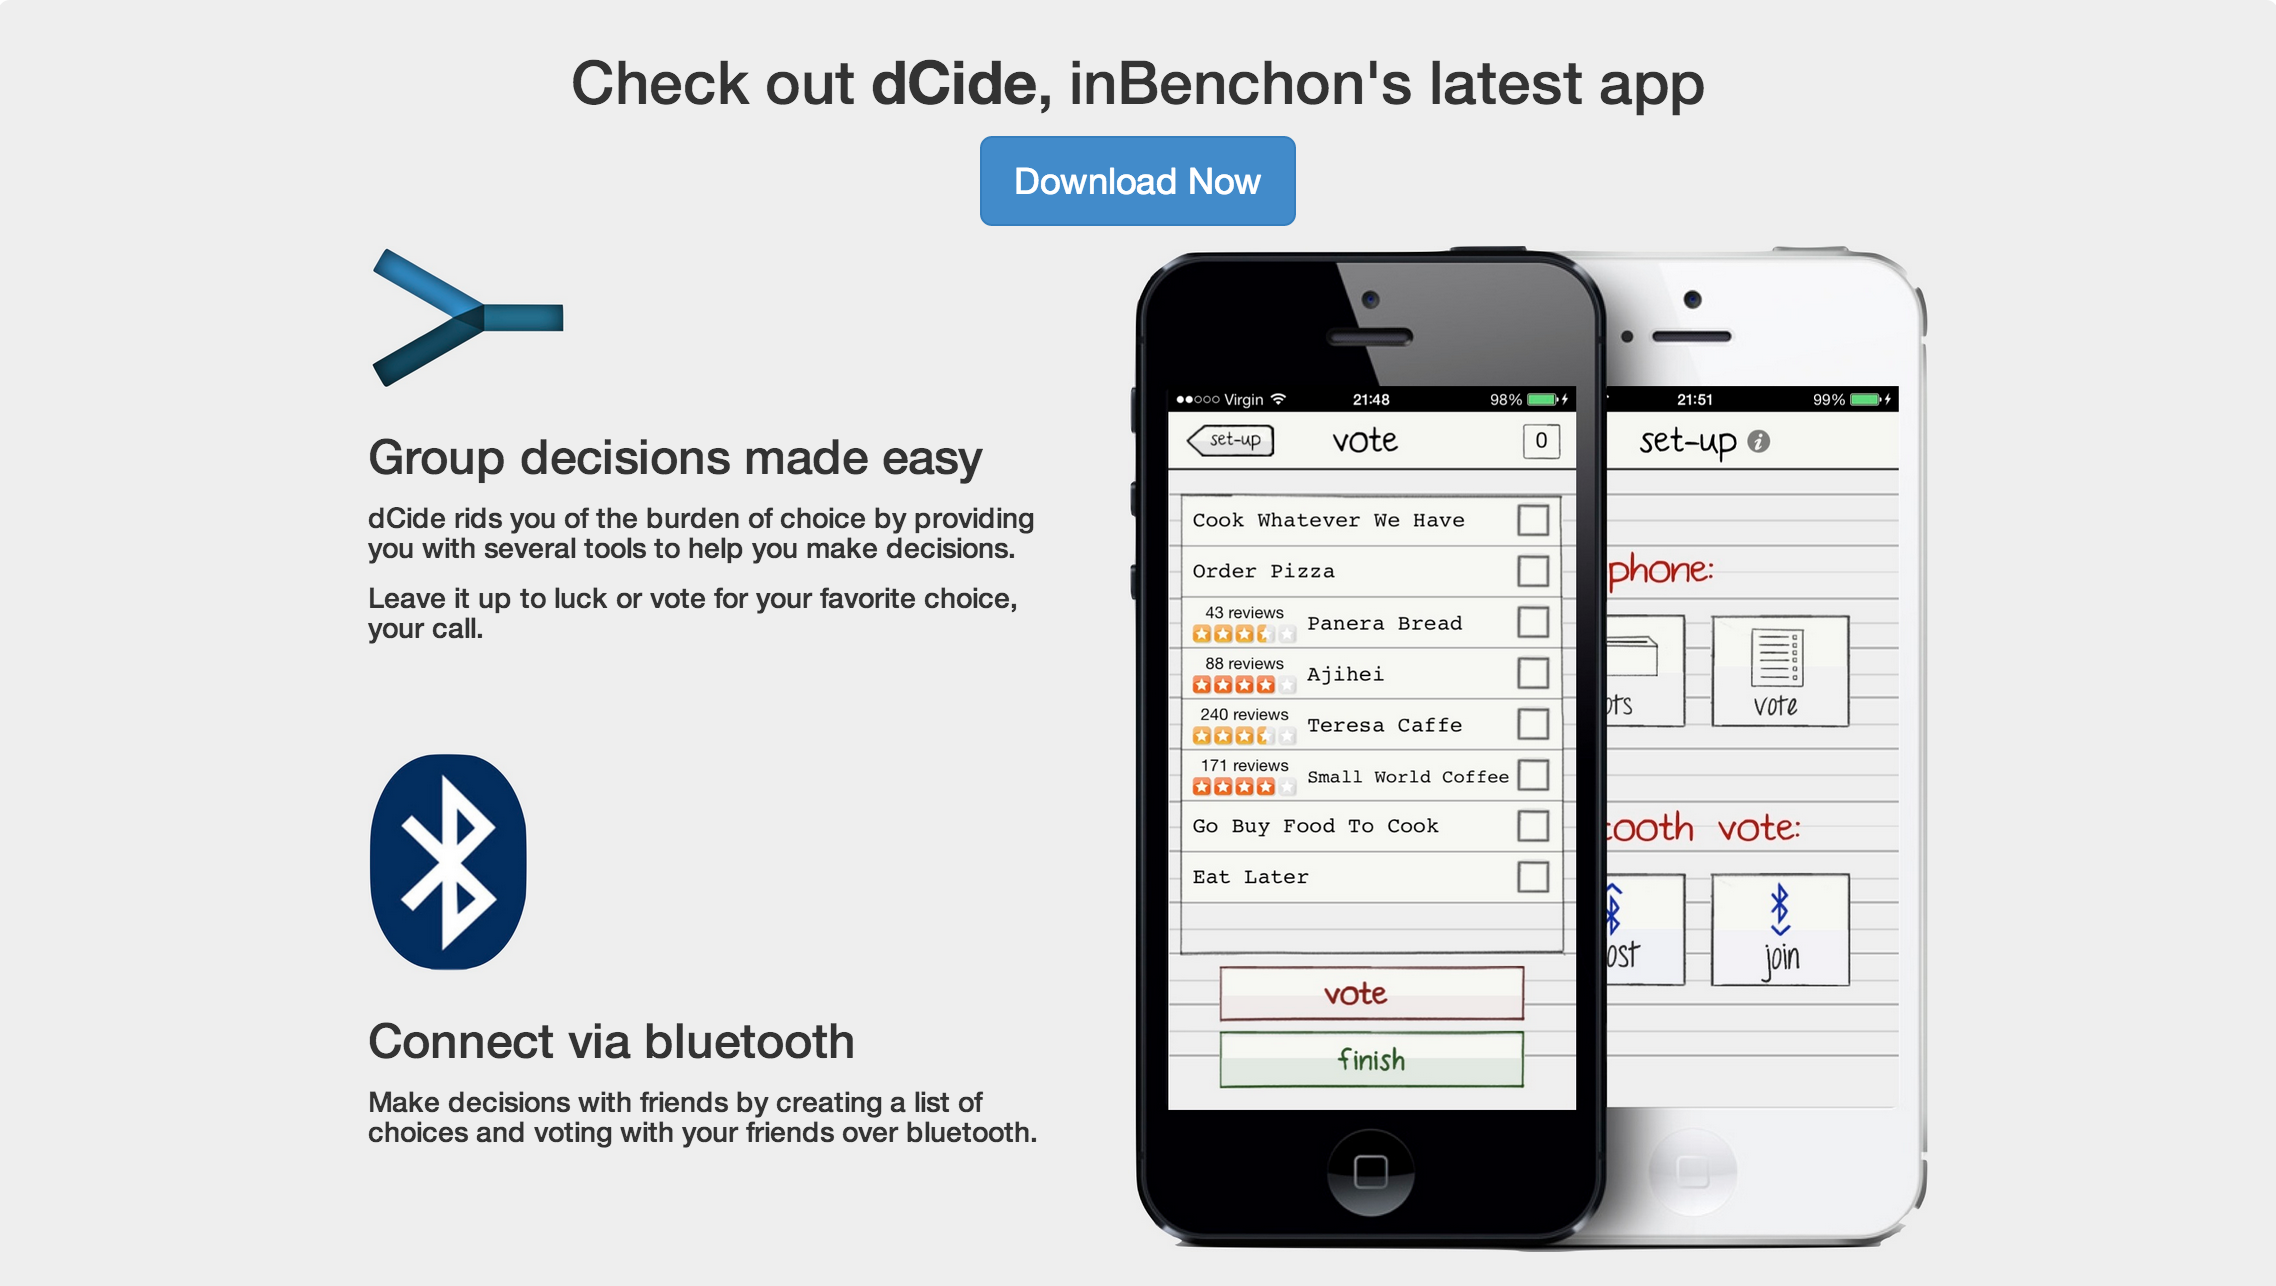 Check out dCide, inBenchon's latest app
Download Now
Group decisions made easy
dCide rids you of the burden of choice by providing
you with several tools to help you make decisions.
Leave it up to luck or vote for your favorite choice,
your call.
Connect via bluetooth
Make decisions with friends by creating a list of
choices and voting with your friends over bluetooth.
Virgin 21:48 98%
set-up vote 0
Cook Whatever We Have
Order Pizza
43 reviews
Panera Bread
88 reviews
Ajihei
240 reviews
Teresa Caffe
171 reviews
Small World Coffee
Go Buy Food To Cook
Eat Later
vote
finish
21:51 99%
set-up i
phone:
vote
vote:
join